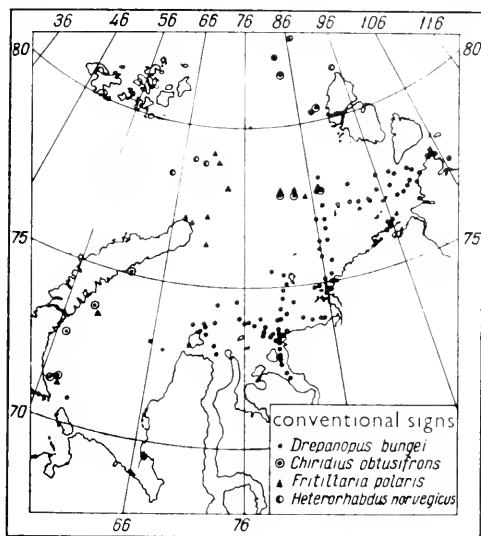 36 46 56 66 76 86 96 106 116
80 80
75 75
70 70
66 76
conventional signs
Drepanopus bungei
Chiridius obtusifrons
Fritillaria polaris
Heterorhabdus norvegicus